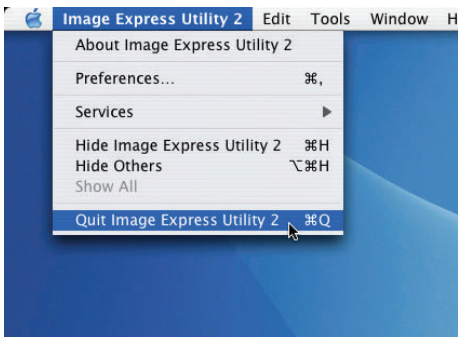 Image Express Utility 2 Edit Tools Window H
About Image Express Utility 2
Preferences... ⌘,
Services ▶
Hide Image Express Utility 2 ⌘H
Hide Others ⌥⌘H
Show All
Quit Image Express Utility 2 ⌘Q